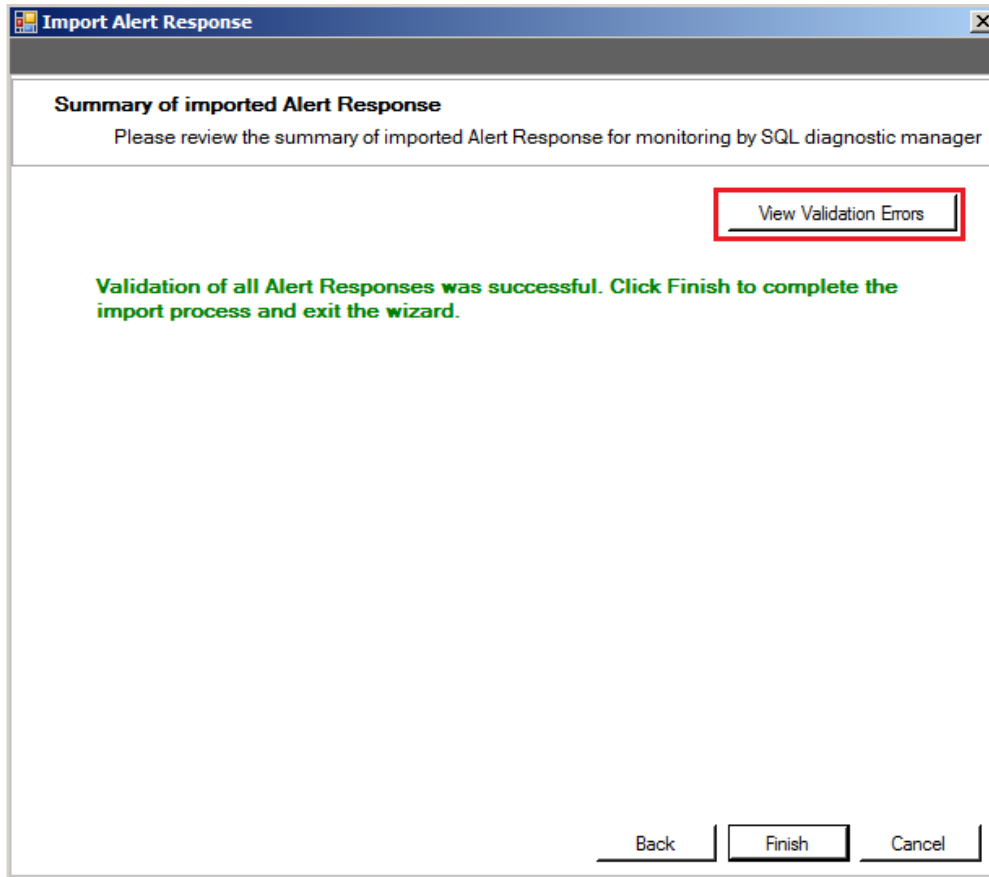 Import Alert Response
Summary of imported Alert Response
Please review the summary of imported Alert Response for monitoring by SQL diagnostic manager
View Validation Errors
Validation of all Alert Responses was successful. Click Finish to complete the
import process and exit the wizard.
Back Finish Cancel